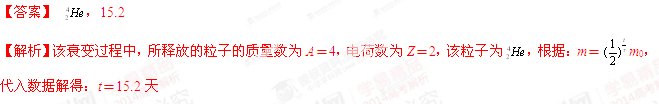 【答案】 ⁴₂He，15.2
【解析】该衰变过程中，所释放的粒子的质量数为 A＝4，电荷数为 Z＝2，该粒子为 ⁴₂He，根据：m＝(1/2)^(t/τ) m₀，
代入数据解得：t＝15.2 天